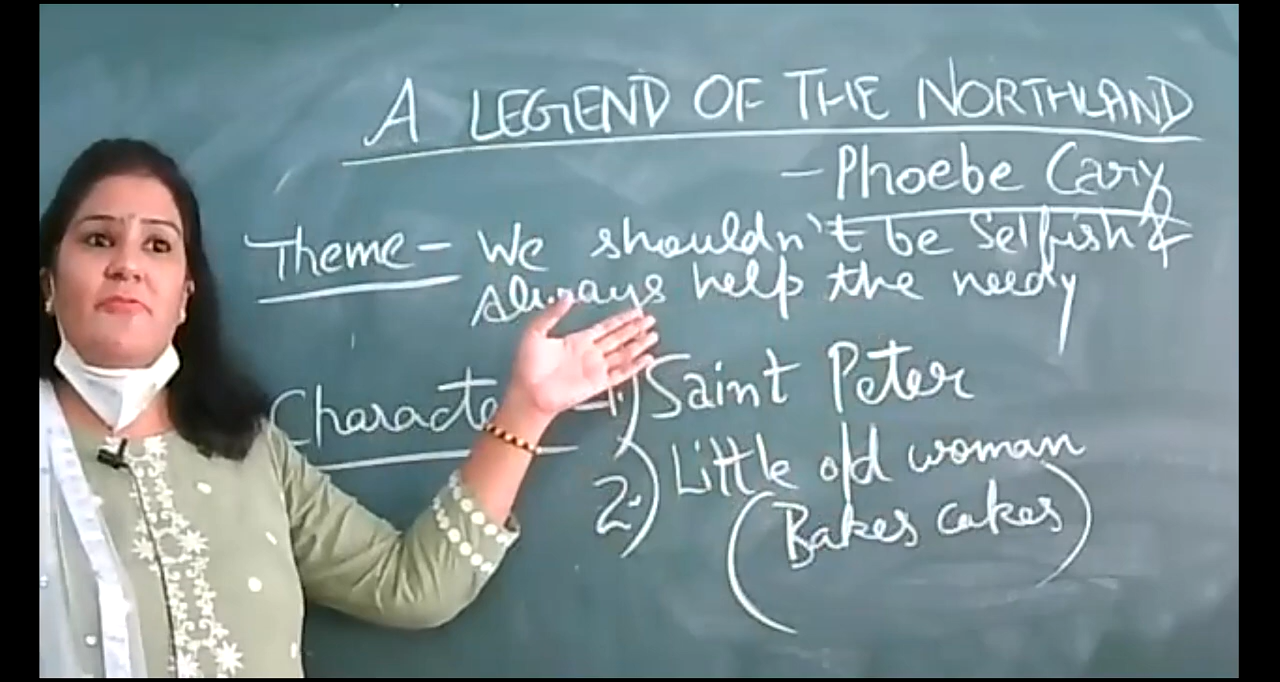 A LEGEND OF THE NORTHLAND
- Phoebe Cary
Theme - We shouldn't be Selfish &
Always help the needy
Characte - 1.) Saint Peter
2.) Little old woman
(Bakes cakes)